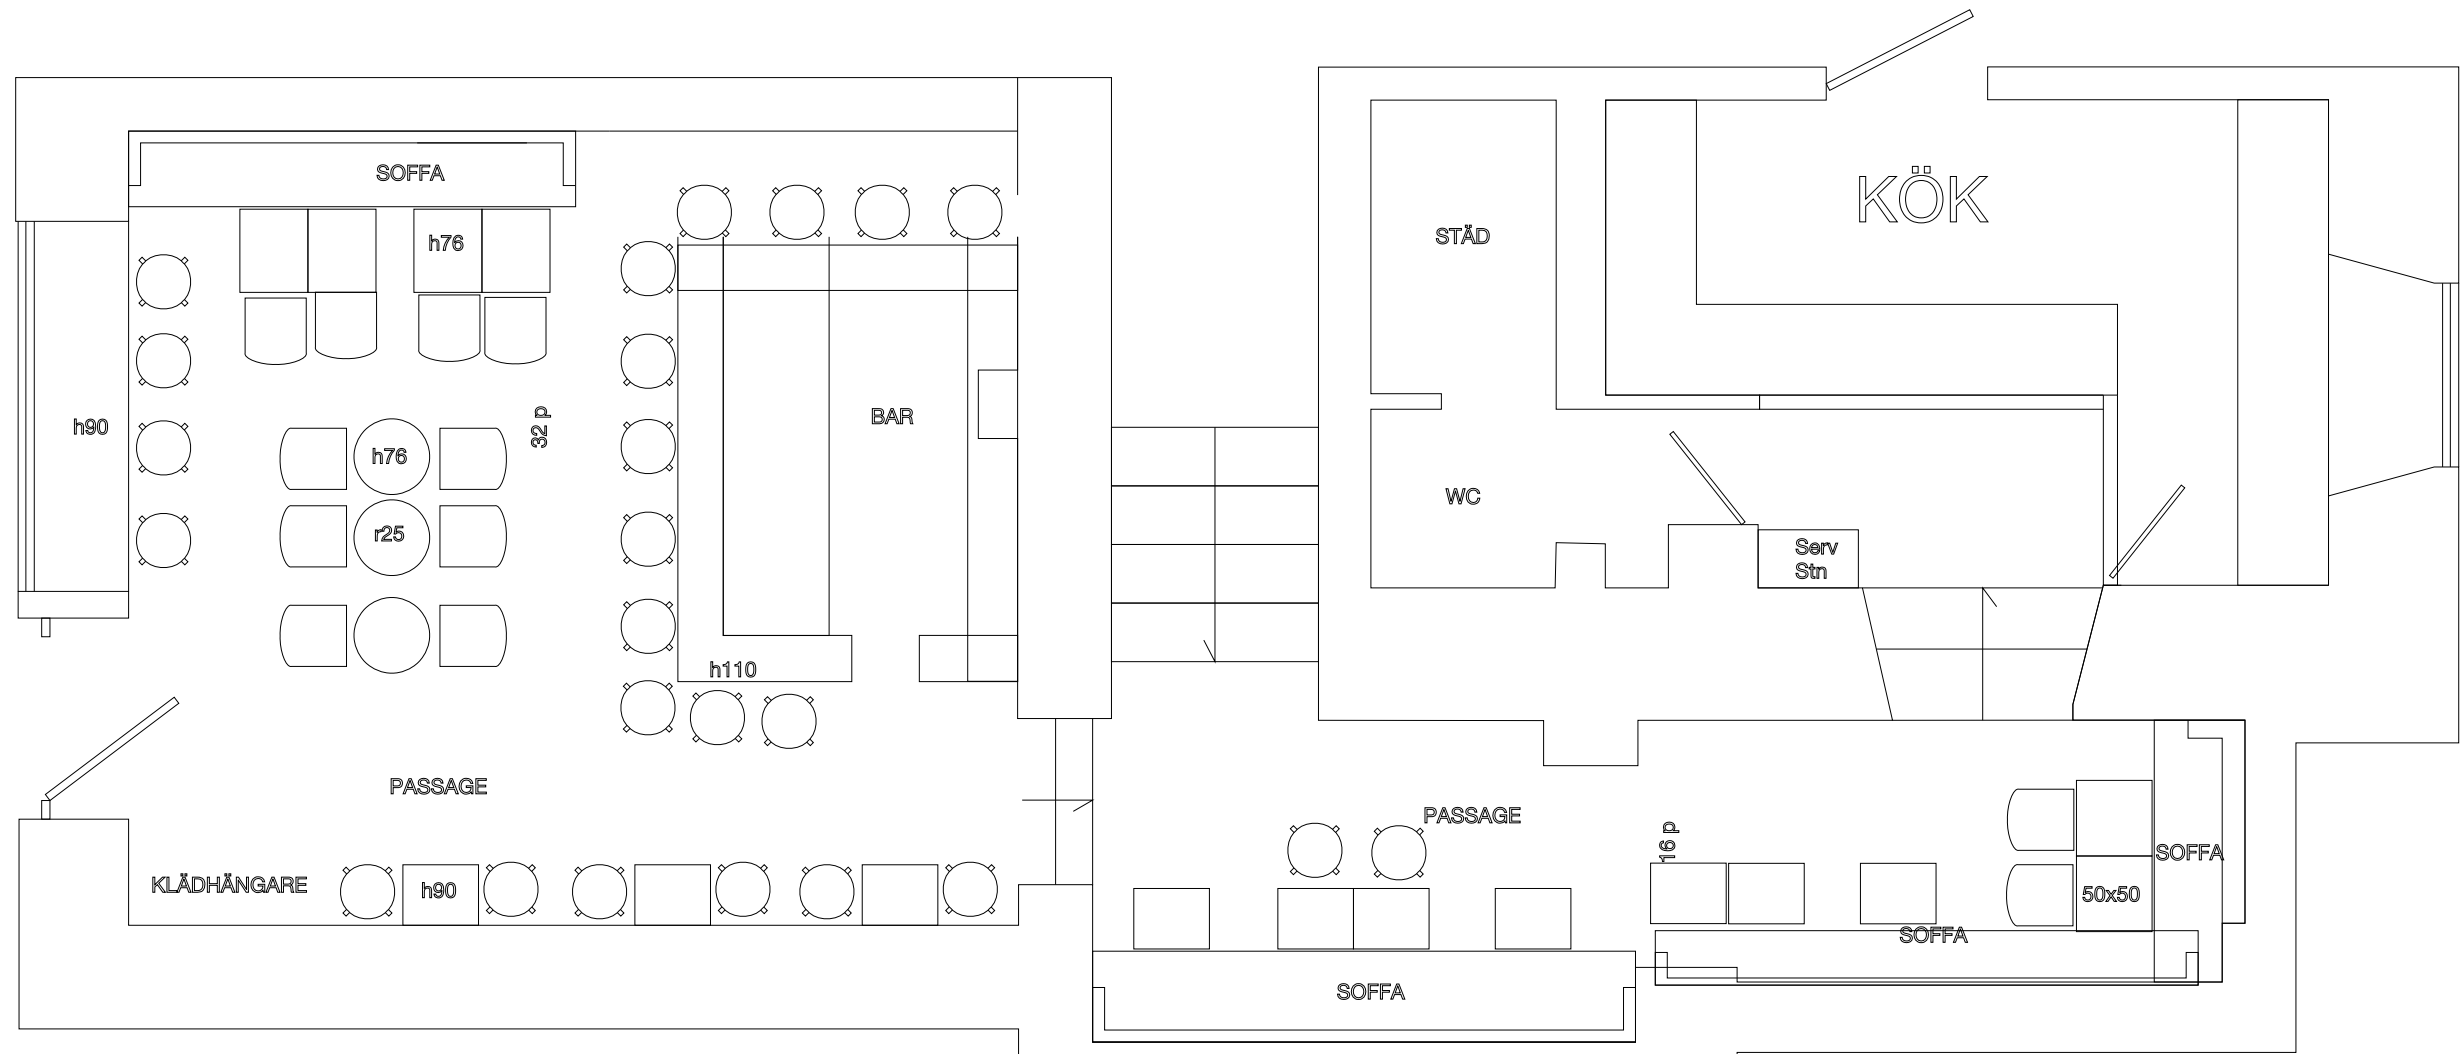 SOFFA
KÖK
h76
STÄD
h90
32 p
BAR
h76
WC
r25
Serv
Stn
h110
PASSAGE
PASSAGE
16 p
SOFFA
KLÄDHÄNGARE
h90
50x50
SOFFA
SOFFA